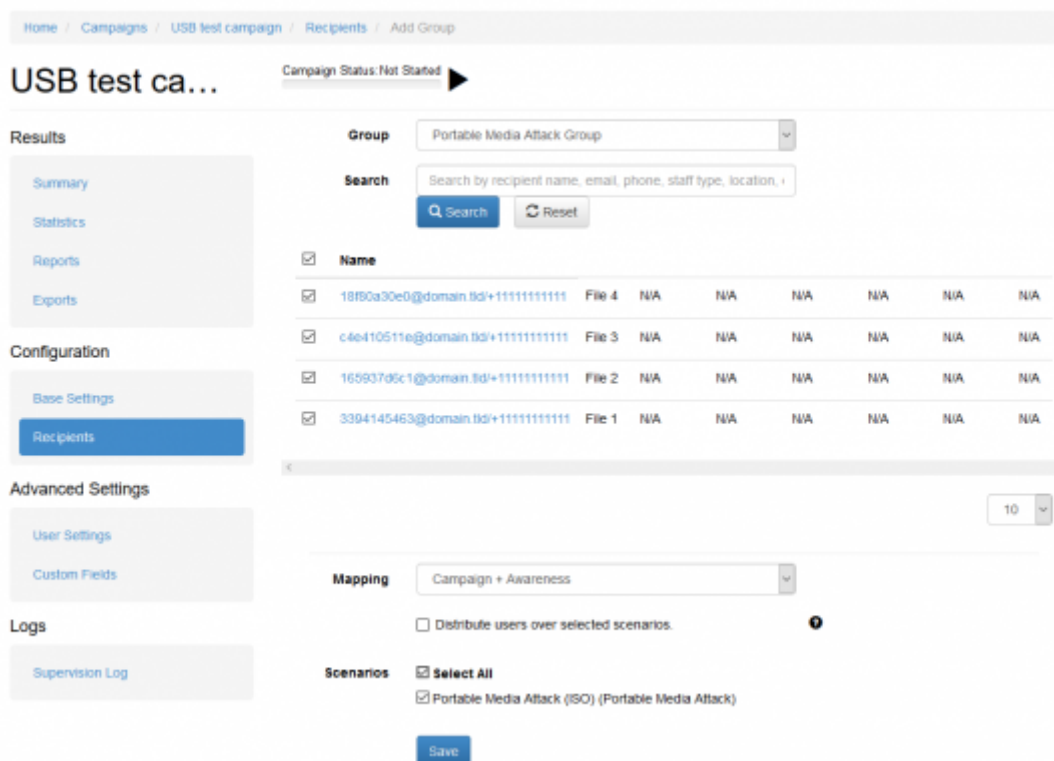 Home / Campaigns / USB test campaign / Recipients / Add Group
USB test ca...
Campaign Status: Not Started
Results
Summary
Statistics
Reports
Exports
Configuration
Base Settings
Recipients
Advanced Settings
User Settings
Custom Fields
Logs
Supervision Log
Group Portable Media Attack Group
Search Search by recipient name, email, phone, staff type, location,
Search Reset
Name
18f80a30e0@domain.tld/+11111111111 File 4 N/A N/A N/A N/A N/A N/A
c4e410511e@domain.tld/+11111111111 File 3 N/A N/A N/A N/A N/A N/A
165937d6c1@domain.tld/+11111111111 File 2 N/A N/A N/A N/A N/A N/A
3394145463@domain.tld/+11111111111 File 1 N/A N/A N/A N/A N/A N/A
10
Mapping Campaign + Awareness
Distribute users over selected scenarios.
Scenarios Select All
Portable Media Attack (ISO) (Portable Media Attack)
Save